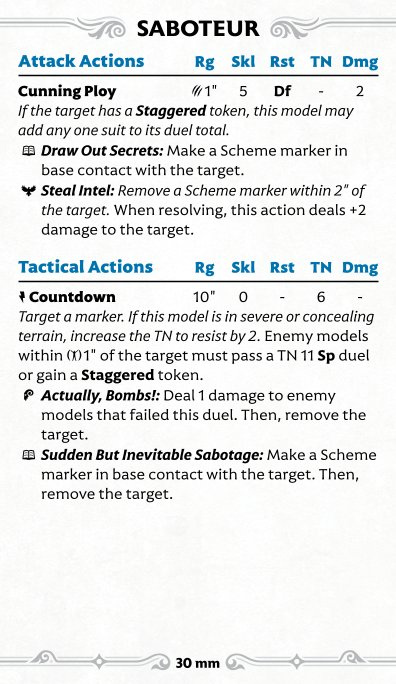 SABOTEUR
Attack Actions Rg Skl Rst TN Dmg
Cunning Ploy 1" 5 Df - 2
If the target has a Staggered token, this model may
add any one suit to its duel total.
Draw Out Secrets: Make a Scheme marker in
base contact with the target.
Steal Intel: Remove a Scheme marker within 2" of
the target. When resolving, this action deals +2
damage to the target.
Tactical Actions Rg Skl Rst TN Dmg
Countdown 10" 0 - 6 -
Target a marker. If this model is in severe or concealing
terrain, increase the TN to resist by 2. Enemy models
within 1" of the target must pass a TN 11 Sp duel
or gain a Staggered token.
Actually, Bombs!: Deal 1 damage to enemy
models that failed this duel. Then, remove the
target.
Sudden But Inevitable Sabotage: Make a Scheme
marker in base contact with the target. Then,
remove the target.
30 mm